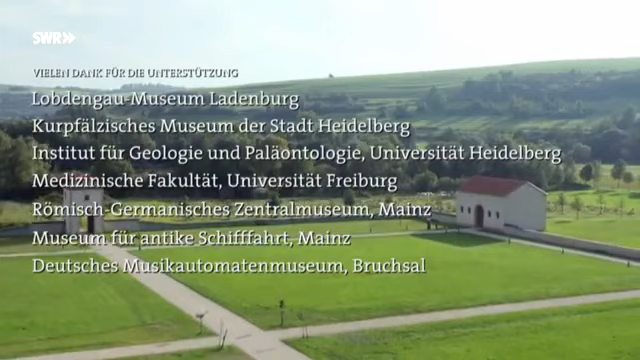 SWR»
VIELEN DANK FÜR DIE UNTERSTÜTZUNG
Lobdengau-Museum Ladenburg
Kurpfälzisches Museum der Stadt Heidelberg
Institut für Geologie und Paläontologie, Universität Heidelberg
Medizinische Fakultät, Universität Freiburg
Römisch-Germanisches Zentralmuseum, Mainz
Museum für antike Schifffahrt, Mainz
Deutsches Musikautomatenmuseum, Bruchsal